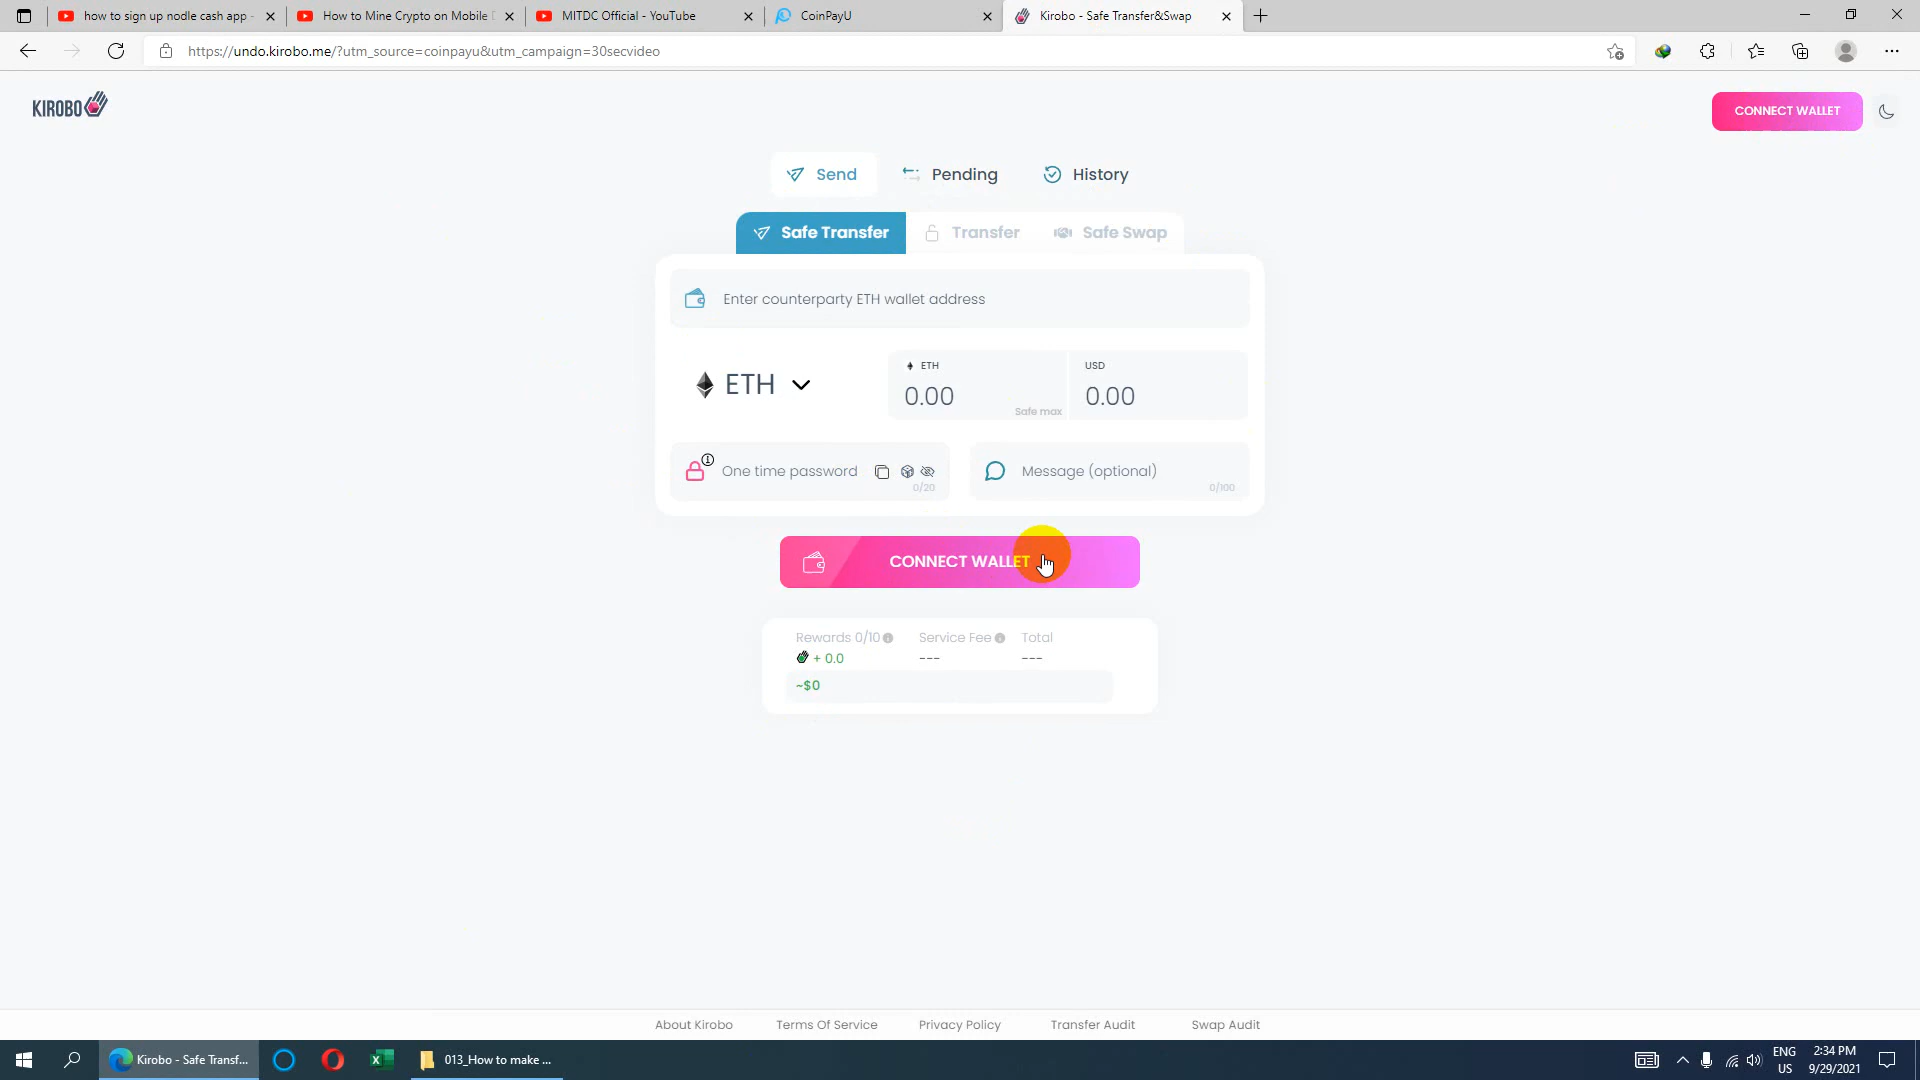 how to sign up nodle cash app -
How to Mine Crypto on Mobile
MITDC Official - YouTube
CoinPayU
Kirobo - Safe Transfer&Swap
https://undo.kirobo.me/?utm_source=coinpayu&utm_campaign=30secvideo
KIROBO
CONNECT WALLET
Send
Pending
History
Safe Transfer
Transfer
Safe Swap
Enter counterparty ETH wallet address
ETH
ETH
0.00
Safe max
USD
0.00
One time password
0/20
Message (optional)
0/100
CONNECT WALLET
Rewards 0/10
Service Fee
Total
+ 0.0
---
---
~$0
About Kirobo
Terms Of Service
Privacy Policy
Transfer Audit
Swap Audit
Kirobo - Safe Transf...
013_How to make ...
ENG
US
2:34 PM
9/29/2021